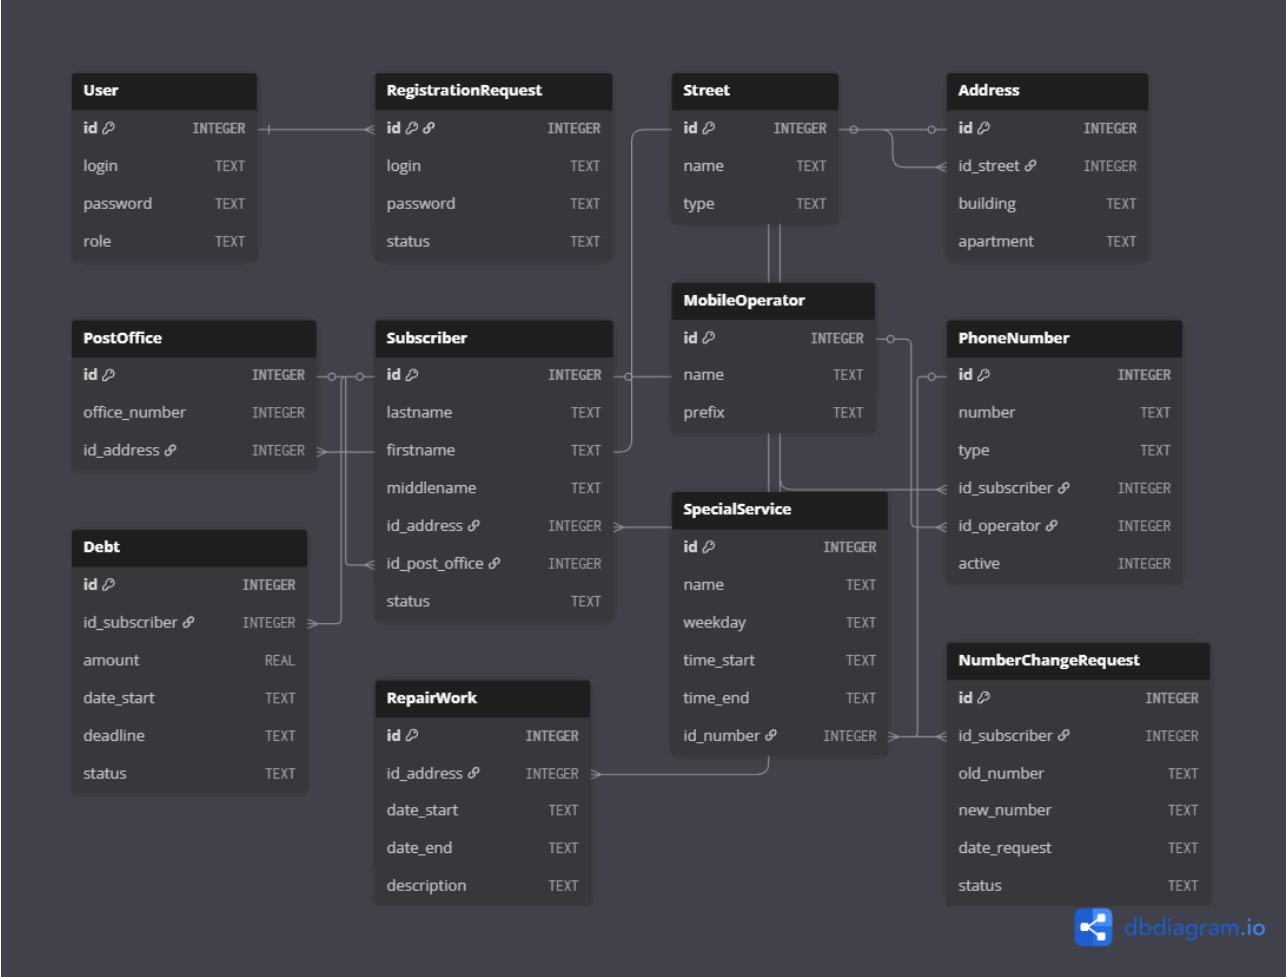 User
id INTEGER
login TEXT
password TEXT
role TEXT
RegistrationRequest
id INTEGER
login TEXT
password TEXT
status TEXT
Street
id INTEGER
name TEXT
type TEXT
Address
id INTEGER
id_street INTEGER
building TEXT
apartment TEXT
PostOffice
id INTEGER
office_number INTEGER
id_address INTEGER
Subscriber
id INTEGER
lastname TEXT
firstname TEXT
middlename TEXT
id_address INTEGER
id_post_office INTEGER
status TEXT
MobileOperator
id INTEGER
name TEXT
prefix TEXT
PhoneNumber
id INTEGER
number TEXT
type TEXT
id_subscriber INTEGER
id_operator INTEGER
active INTEGER
Debt
id INTEGER
id_subscriber INTEGER
amount REAL
date_start TEXT
deadline TEXT
status TEXT
RepairWork
id INTEGER
id_address INTEGER
date_start TEXT
date_end TEXT
description TEXT
SpecialService
id INTEGER
name TEXT
weekday TEXT
time_start TEXT
time_end TEXT
id_number INTEGER
NumberChangeRequest
id INTEGER
id_subscriber INTEGER
old_number TEXT
new_number TEXT
date_request TEXT
status TEXT
dbdiagram.io